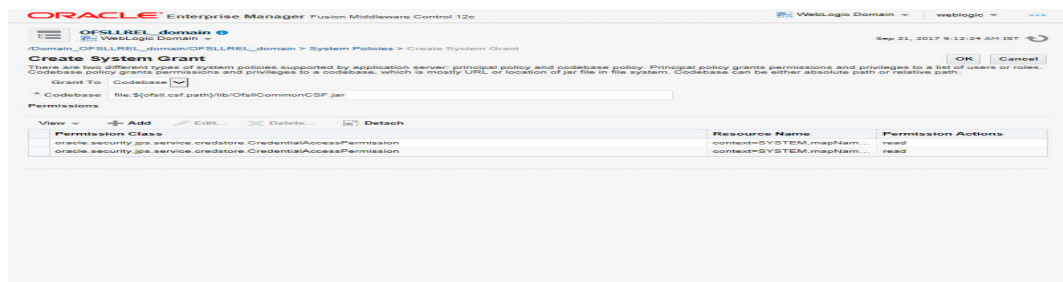 ORACLE Enterprise Manager Fusion Middleware Control 12c
WebLogic Domain
weblogic
OFSLLREL_domain
WebLogic Domain
Sep 21, 2017 9:12:24 AM IST
/Domain_OFSLLREL_domain/OFSLLREL_domain > System Policies > Create System Grant
Create System Grant
OK Cancel
There are two different types of system policies supported by application server: principal policy and codebase policy. Principal policy grants permissions and privileges to a list of users or roles.
Codebase policy grants permissions and privileges to a codebase, which is mostly URL or location of jar file in file system. Codebase can be either absolute path or relative path.
Grant To Codebase
* Codebase file:${ofsll.csf.path}/lib/OfsllCommonCSF.jar
Permissions
View Add Edit... Delete... Detach
Permission Class Resource Name Permission Actions
oracle.security.jps.service.credstore.CredentialAccessPermission context=SYSTEM,mapNam... read
oracle.security.jps.service.credstore.CredentialAccessPermission context=SYSTEM,mapNam... read